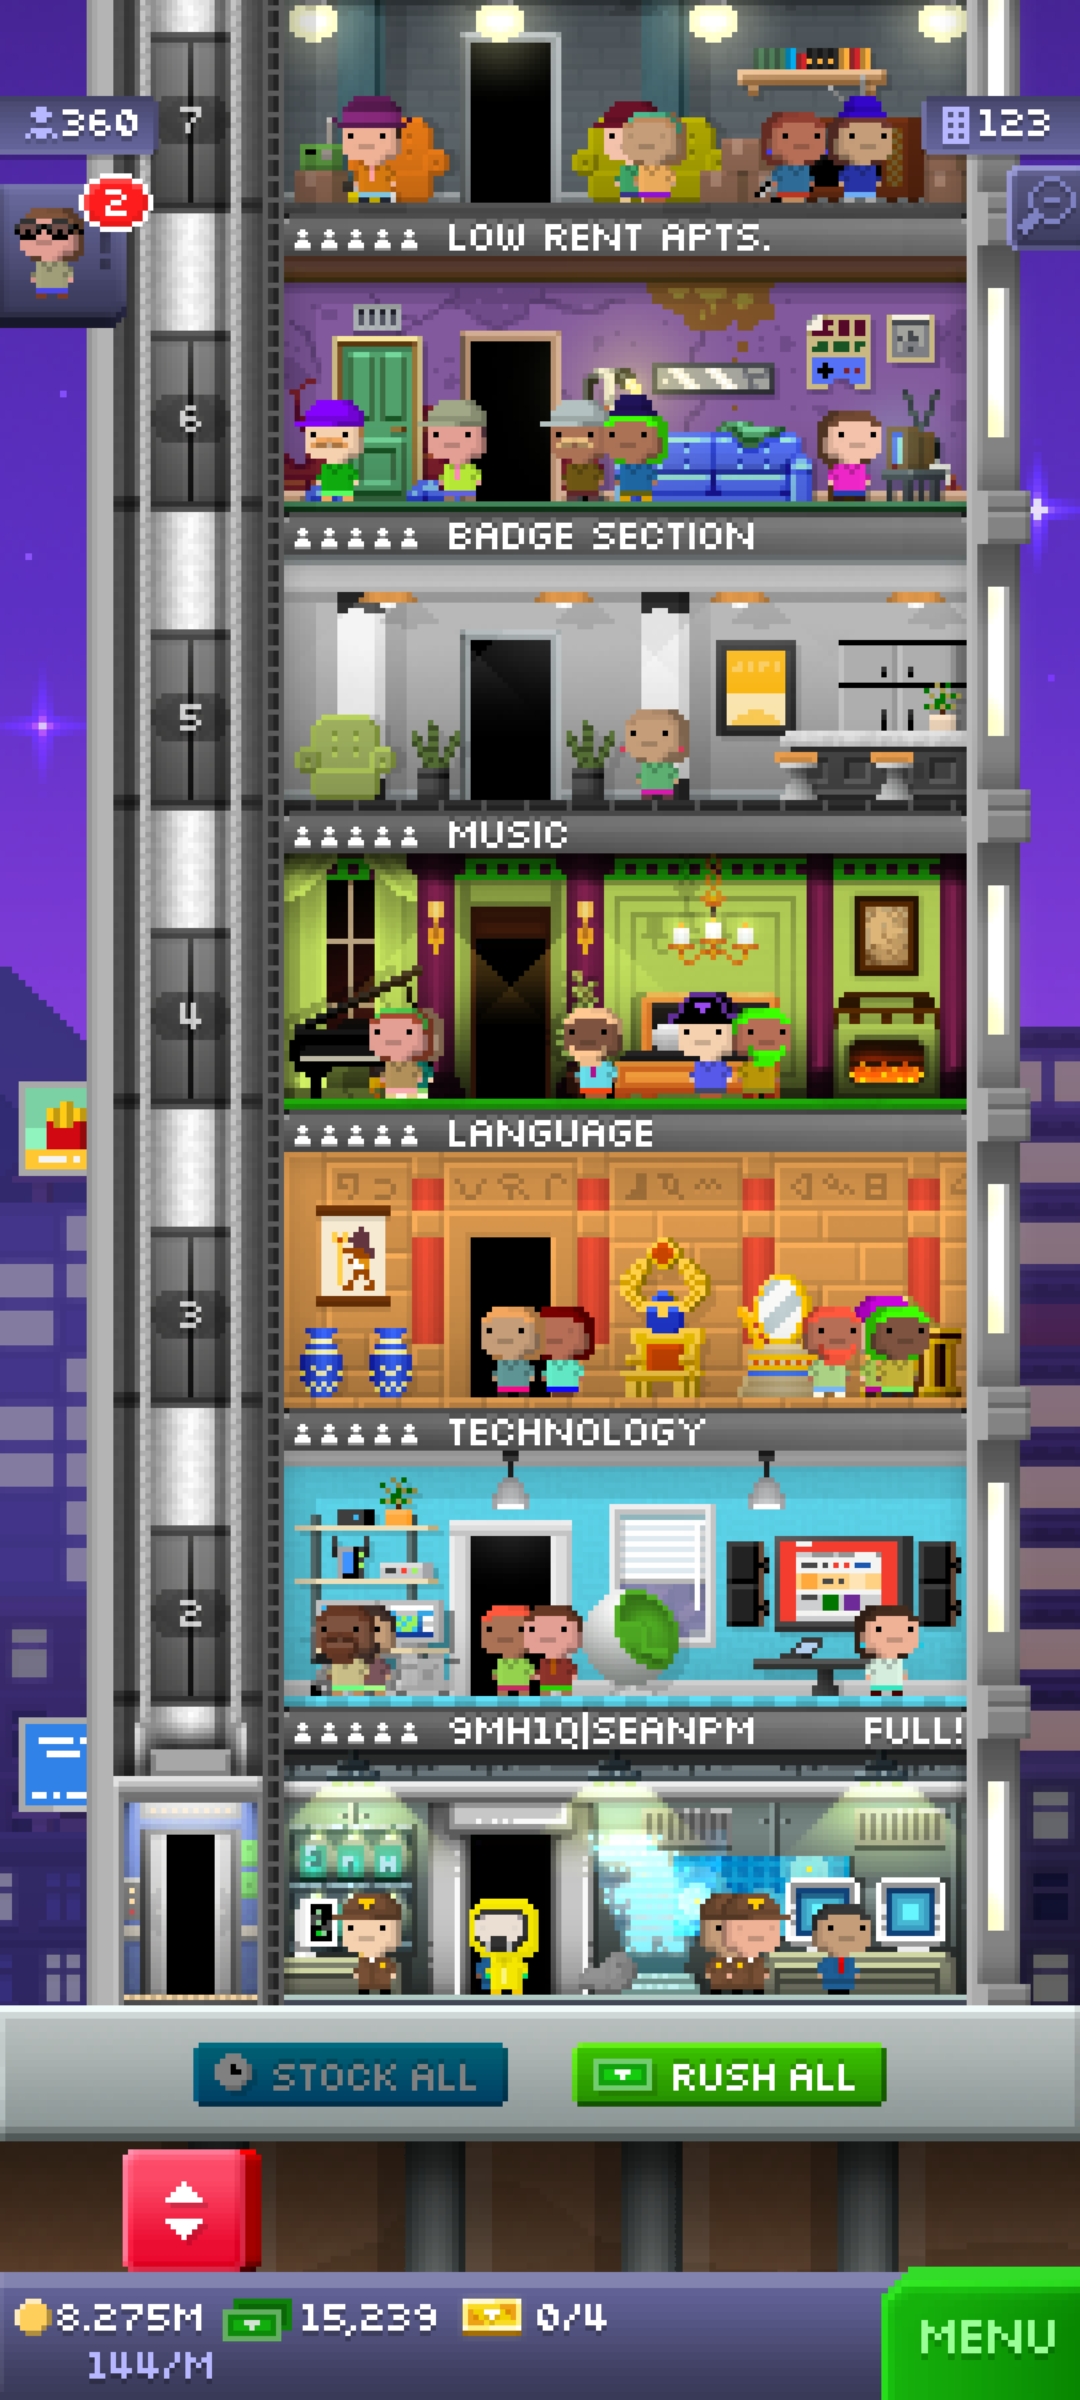 7
360
123
2
LOW RENT APTS.
6
BADGE SECTION
5
MUSIC
4
LANGUAGE
3
TECHNOLOGY
2
9MH1Q|SEANPM FULL!
STOCK ALL
RUSH ALL
8.275M 15,239 0/4
144/M
MENU